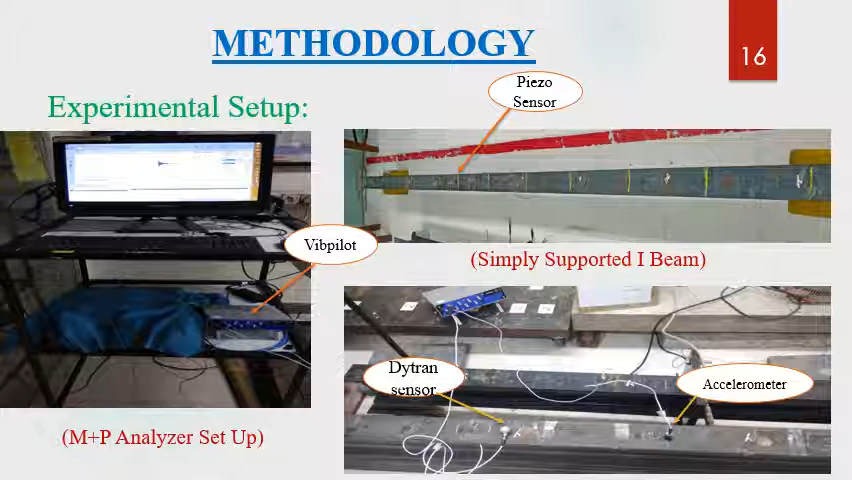 METHODOLOGY
16
Experimental Setup:
Piezo
Sensor
Vibpilot
(Simply Supported I Beam)
Dytran
sensor
Accelerometer
(M+P Analyzer Set Up)